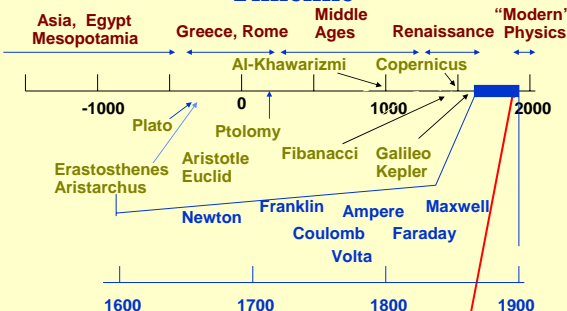 Asia, Egypt
Mesopotamia
Greece, Rome
Middle
Ages
Renaissance
“Modern”
Physics
Al-Khawarizmi
Copernicus
-1000
0
1000
2000
Plato
Ptolomy
Erastosthenes
Aristarchus
Aristotle
Euclid
Fibanacci
Galileo
Kepler
Newton
Franklin
Ampere
Maxwell
Coulomb
Faraday
Volta
1600
1700
1800
1900